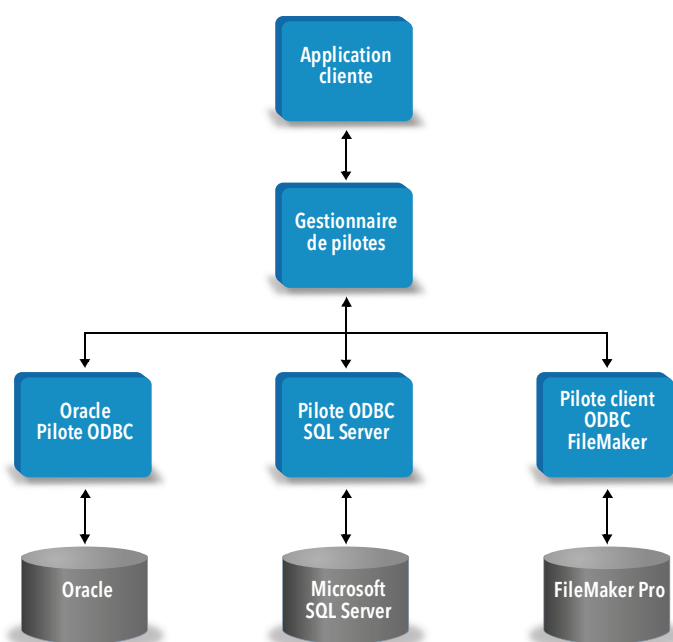 Application
cliente
Gestionnaire
de pilotes
Oracle
Pilote ODBC
Pilote ODBC
SQL Server
Pilote client
ODBC
FileMaker
Oracle
Microsoft
SQL Server
FileMaker Pro